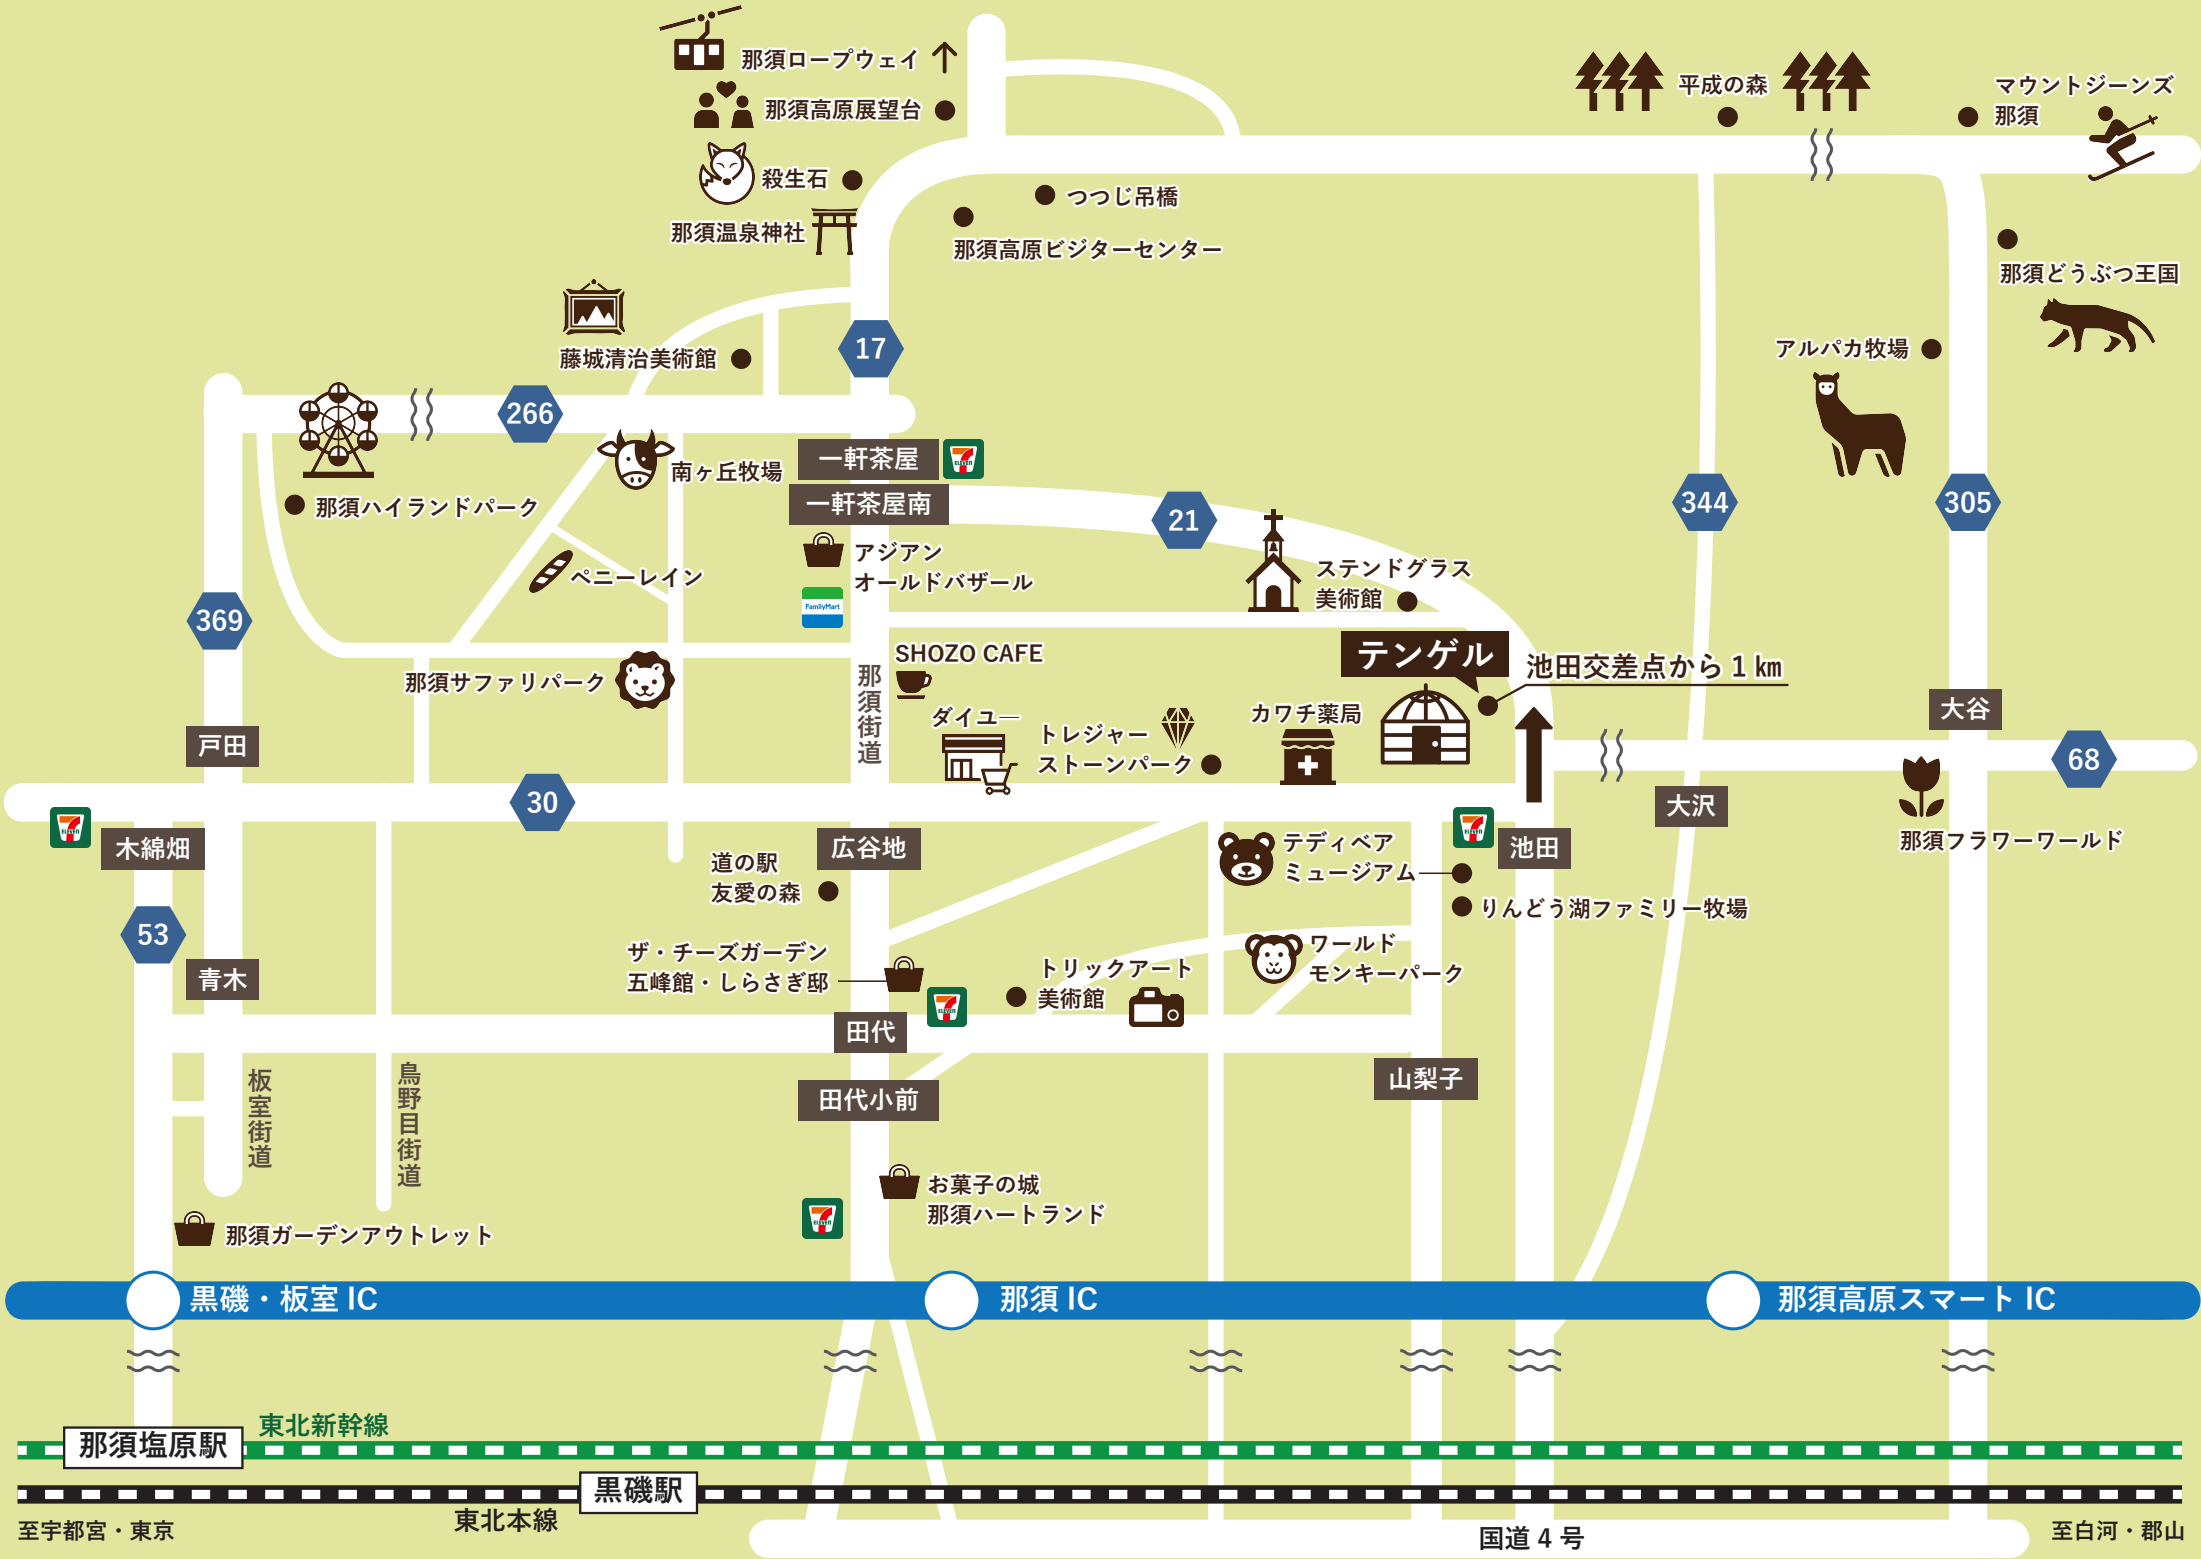 那須ロープウェイ
那須高原展望台
殺生石
那須温泉神社
つつじ吊橋
那須高原ビジターセンター
平成の森
マウントジーンズ
那須
那須どうぶつ王国
アルパカ牧場
藤城清治美術館
17
266
344
305
21
369
一軒茶屋
一軒茶屋南
南ヶ丘牧場
那須ハイランドパーク
ペニーレイン
アジアン
オールドバザール
FamilyMart
ステンドグラス
美術館
SHOZO CAFE
テンゲル
池田交差点から 1 km
那須サファリパーク
那須街道
ダイユー
トレジャー
ストーンパーク
カワチ薬局
戸田
大谷
68
30
大沢
那須フラワーワールド
木綿畑
広谷地
池田
道の駅
友愛の森
テディベア
ミュージアム
りんどう湖ファミリー牧場
53
青木
ザ・チーズガーデン
五峰館・しらさぎ邸
トリックアート
美術館
ワールド
モンキーパーク
田代
田代小前
山梨子
板室街道
鳥野目街道
お菓子の城
那須ハートランド
那須ガーデンアウトレット
7
ELEVEN
7
ELEVEN
7
ELEVEN
7
ELEVEN
7
ELEVEN
黒磯・板室 IC
那須 IC
那須高原スマート IC
那須塩原駅
東北新幹線
黒磯駅
東北本線
至宇都宮・東京
国道 4 号
至白河・郡山